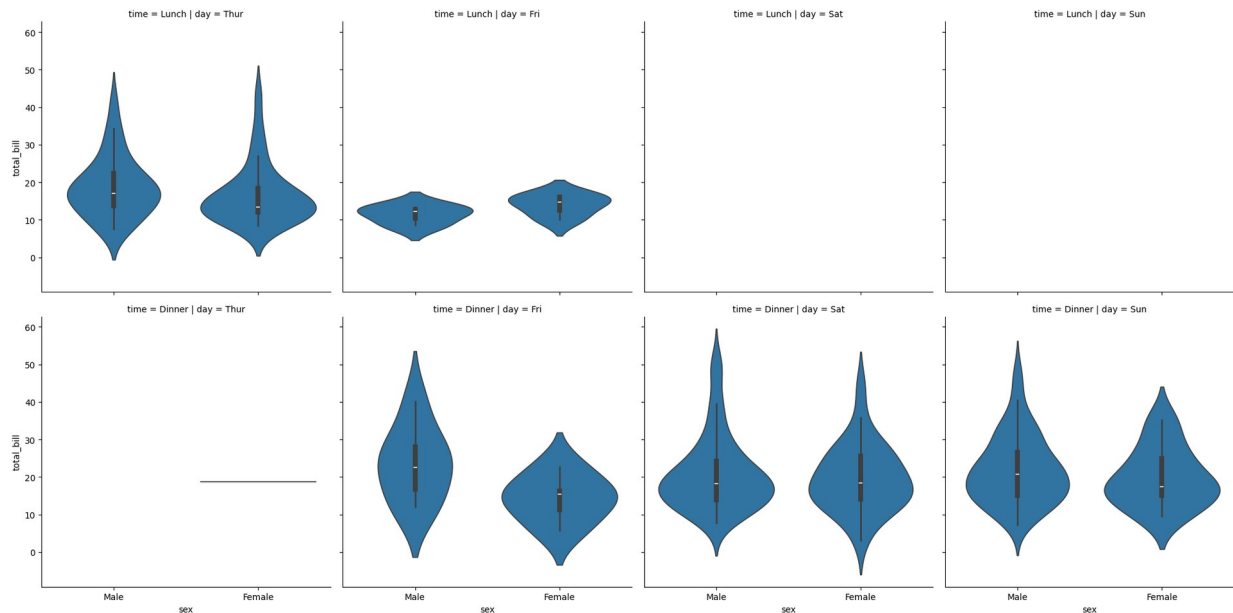 time = Lunch | day = Thur
time = Lunch | day = Fri
time = Lunch | day = Sat
time = Lunch | day = Sun
60
50
40
30
20
10
0
total_bill
time = Dinner | day = Thur
time = Dinner | day = Fri
time = Dinner | day = Sat
time = Dinner | day = Sun
60
50
40
30
20
10
0
total_bill
Male
Female
Male
Female
Male
Female
Male
Female
sex
sex
sex
sex